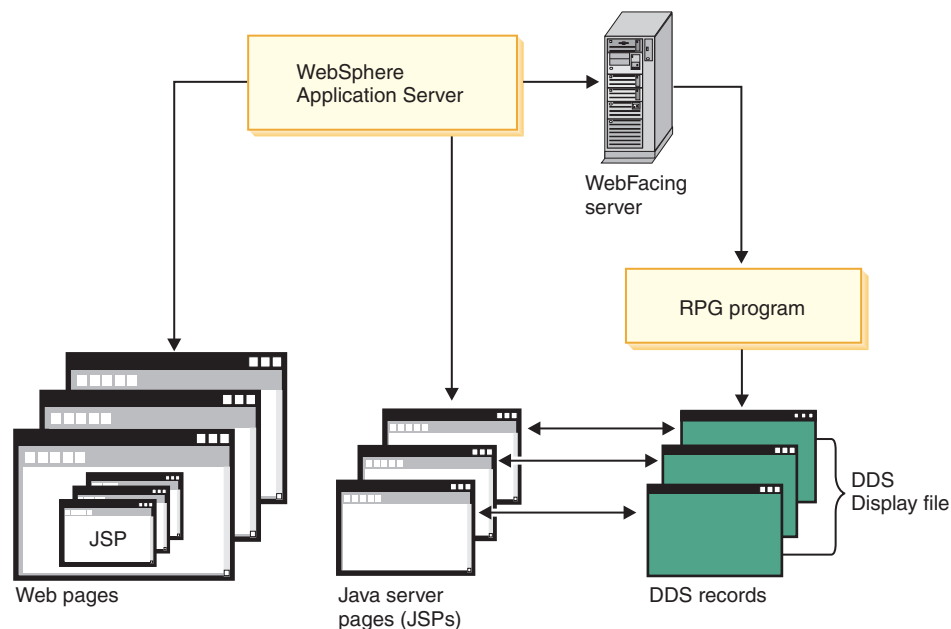 WebSphere
Application Server
WebFacing
server
RPG program
DDS
Display file
JSP
Web pages
Java server
pages (JSPs)
DDS records